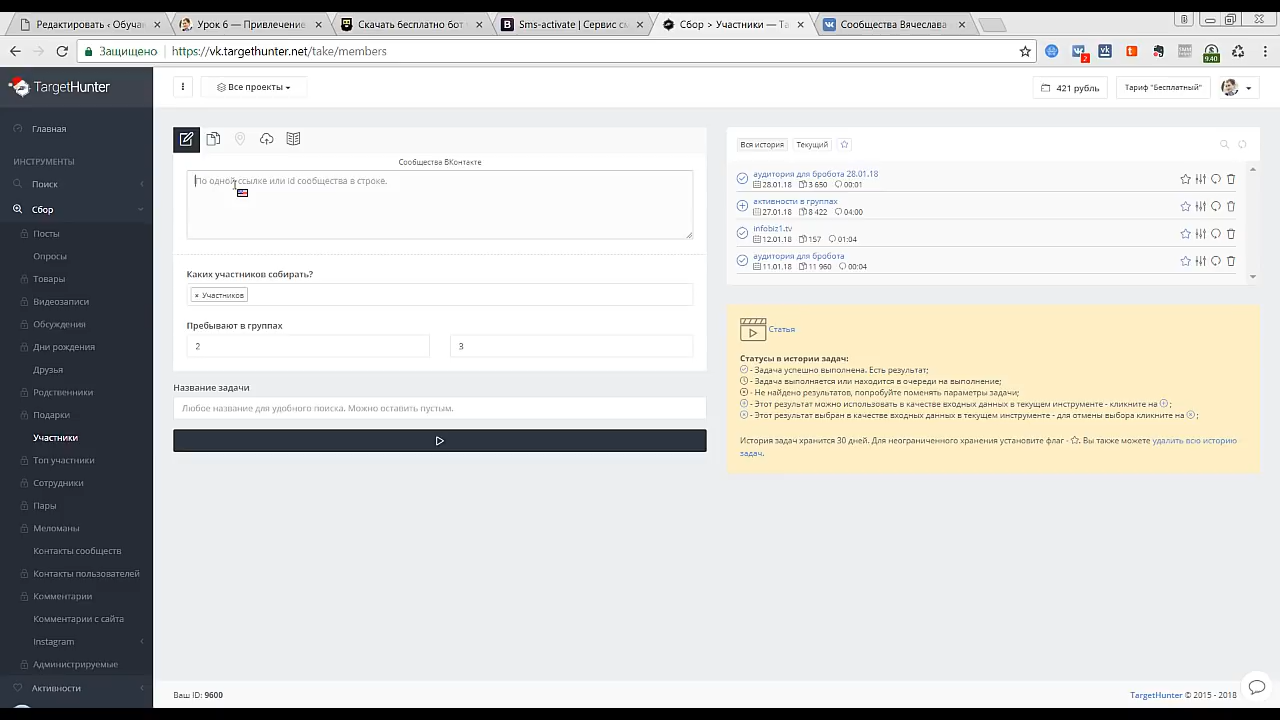 Редактировать ‹ Обуча
Урок 6 — Привлечение
Скачать бесплатно бот
Sms-activate | Сервис
Сбор > Участники — Та
Сообщества Вячеслава
Защищено
https://vk.targethunter.net/take/members
2
9.40
TargetHunter
Все проекты
421 рубль
Тариф "Бесплатный"
Главная
ИНСТРУМЕНТЫ
Поиск
Сбор
Посты
Опросы
Товары
Видеозаписи
Обсуждения
Дни рождения
Друзья
Родственники
Подарки
Участники
Топ участники
Сотрудники
Пары
Меломаны
Контакты сообществ
Контакты пользователей
Комментарии
Комментарии с сайта
Instagram
Администрируемые
Активности
Сообщества ВКонтакте
По одной ссылке или id сообщества в строке.
Каких участников собирать?
× Участников
Пребывают в группах
2
3
Название задачи
Любое название для удобного поиска. Можно оставить пустым.
Вся история
Текущий
аудитория для бробота 28.01.18
28.01.18 3 650 00:01
активности в группах
27.01.18 8 422 04:00
infobiz1.tv
12.01.18 157 01:04
аудитория для бробота
11.01.18 11 960 00:04
Статья
Статусы в истории задач:
- Задача успешно выполнена. Есть результат;
- Задача выполняется или находится в очереди на выполнение;
- Не найдено результатов, попробуйте поменять параметры задачи;
- Этот результат можно использовать в качестве входных данных в текущем инструменте - кликните на ;
- Этот результат выбран в качестве входных данных в текущем инструменте - для отмены выбора кликните на ;
История задач хранится 30 дней. Для неограниченного хранения установите флаг - . Вы также можете удалить всю историю
задач.
Ваш ID: 9600
TargetHunter © 2015 - 2018